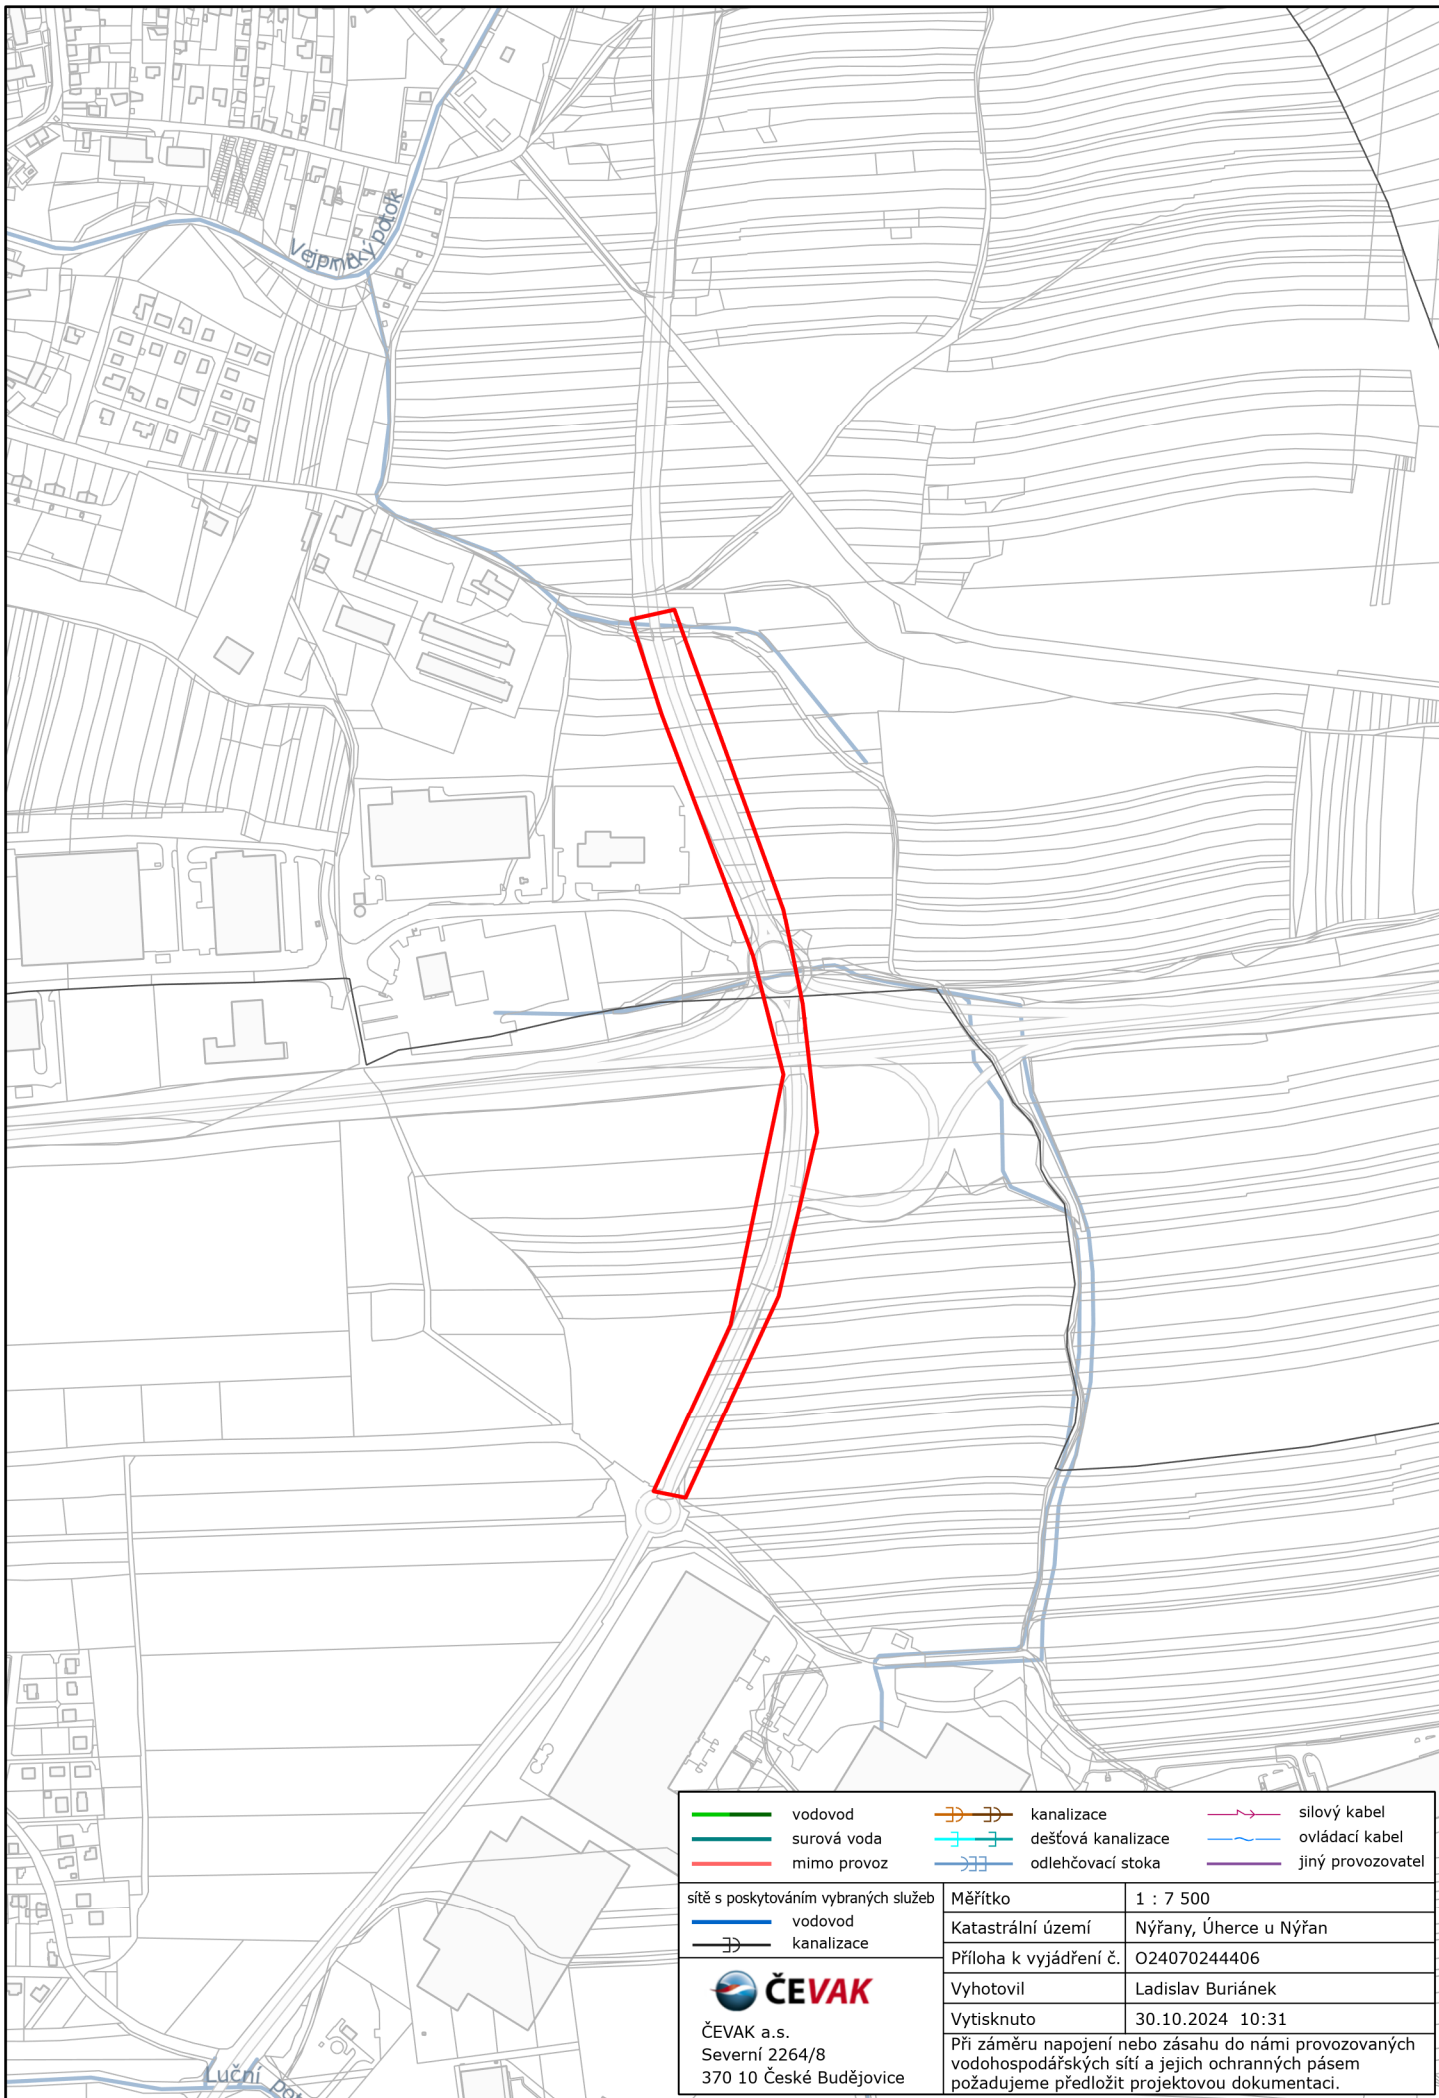 Vejprnický potok
vodovod
surová voda
mimo provoz
kanalizace
dešťová kanalizace
odlehčovací stoka
silový kabel
ovládací kabel
jiný provozovatel
sítě s poskytováním vybraných služeb
vodovod
kanalizace
Měřítko 1 : 7 500
Katastrální území Nýřany, Úherce u Nýřan
Příloha k vyjádření č. O24070244406
Vyhotovil Ladislav Buriánek
Vytisknuto 30.10.2024 10:31
Při záměru napojení nebo zásahu do námi provozovaných
vodohospodářských sítí a jejich ochranných pásem
požadujeme předložit projektovou dokumentaci.
ČEVAK
ČEVAK a.s.
Severní 2264/8
370 10 České Budějovice
Luční pot